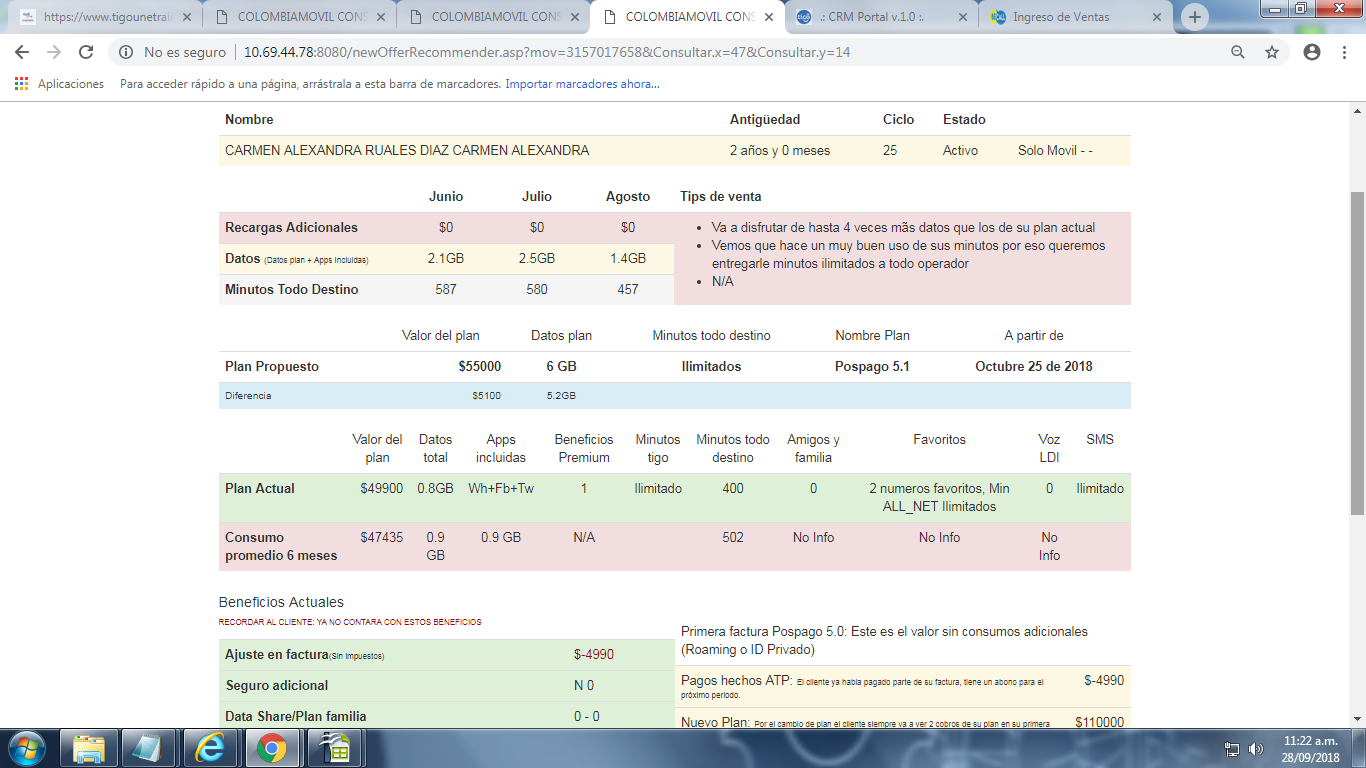 https://www.tigounetrain
COLOMBIAMOVIL CONS
COLOMBIAMOVIL CONS
COLOMBIAMOVIL CONS
.: CRM Portal v.1.0 :.
Ingreso de Ventas
No es seguro | 10.69.44.78:8080/newOfferRecommender.asp?mov=3157017658&Consultar.x=47&Consultar.y=14
Aplicaciones Para acceder rápido a una página, arrástrala a esta barra de marcadores. Importar marcadores ahora...
Nombre Antigüedad Ciclo Estado
CARMEN ALEXANDRA RUALES DIAZ CARMEN ALEXANDRA 2 años y 0 meses 25 Activo Solo Movil - -
Junio Julio Agosto Tips de venta
Recargas Adicionales $0 $0 $0
Datos (Datos plan + Apps incluidas) 2.1GB 2.5GB 1.4GB
Minutos Todo Destino 587 580 457
• Va a disfrutar de hasta 4 veces mãs datos que los de su plan actual
• Vemos que hace un muy buen uso de sus minutos por eso queremos
entregarle minutos ilimitados a todo operador
• N/A
Valor del plan Datos plan Minutos todo destino Nombre Plan A partir de
Plan Propuesto $55000 6 GB Ilimitados Pospago 5.1 Octubre 25 de 2018
Diferencia $5100 5.2GB
Valor del Datos Apps Beneficios Minutos Minutos todo Amigos y Favoritos Voz SMS
plan total incluidas Premium tigo destino familia LDI
Plan Actual $49900 0.8GB Wh+Fb+Tw 1 Ilimitado 400 0 2 numeros favoritos, Min 0 Ilimitado
ALL_NET Ilimitados
Consumo $47435 0.9 0.9 GB N/A 502 No Info No Info No
promedio 6 meses GB Info
Beneficios Actuales
RECORDAR AL CLIENTE: YA NO CONTARA CON ESTOS BENEFICIOS
Ajuste en factura(Sin impuestos) $-4990
Seguro adicional N 0
Data Share/Plan familia 0 - 0
Primera factura Pospago 5.0: Este es el valor sin consumos adicionales
(Roaming o ID Privado)
Pagos hechos ATP: El cliente ya habia pagado parte de su factura, tiene un abono para el $-4990
próximo periodo.
Nuevo Plan: Por el cambio de plan el cliente siempre va a ver 2 cobros de su plan en su primera $110000
11:22 a.m.
28/09/2018